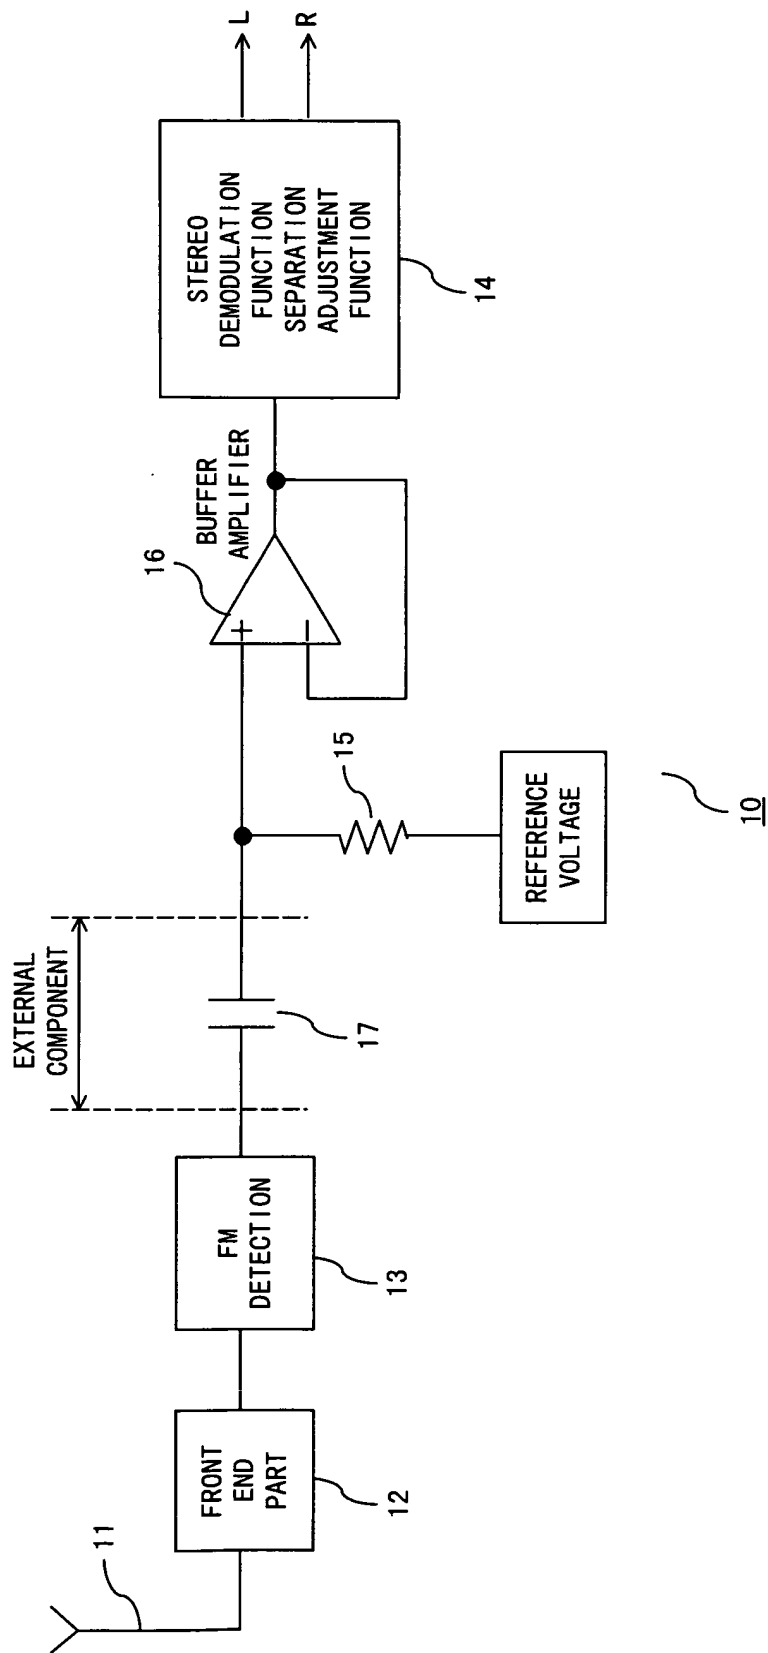 11
FRONT
END
PART
12
FM
DETECTION
13
EXTERNAL
COMPONENT
17
15
REFERENCE
VOLTAGE
16
+
−
BUFFER
AMPLIFIER
STEREO
DEMODULATION
FUNCTION
SEPARATION
ADJUSTMENT
FUNCTION
14
L
R
10